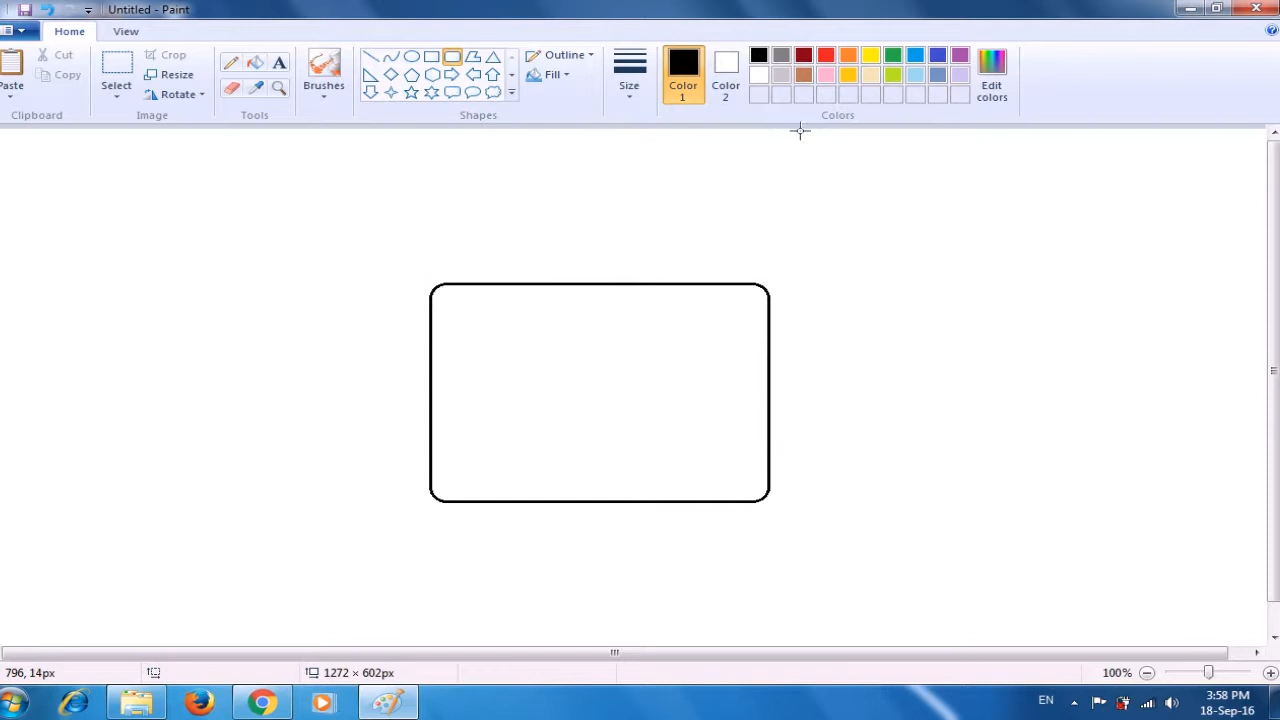 Untitled - Paint
Home View
Paste
Cut
Copy
Clipboard
Select
Crop
Resize
Rotate
Image
Tools
Brushes
Outline
Fill
Shapes
Size
Color 1
Color 2
Edit colors
Colors
796, 14px
1272 × 602px
100%
EN
3:58 PM
18-Sep-16